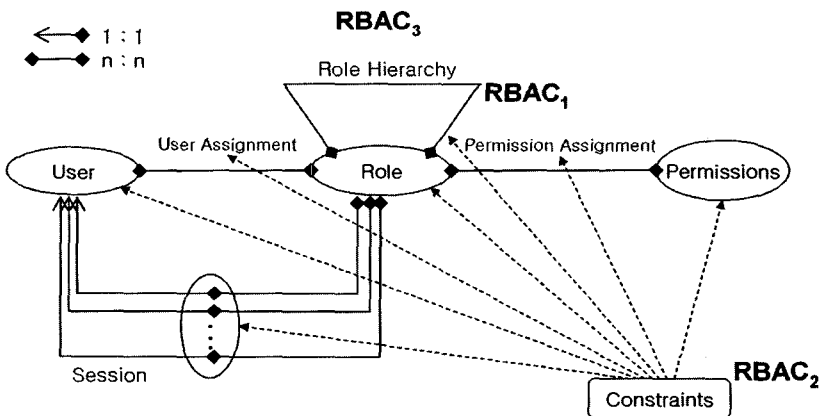 RBAC₃
1 : 1
n : n
Role Hierarchy
RBAC₁
User Assignment
Permission Assignment
User
Role
Permissions
Session
RBAC₂
Constraints